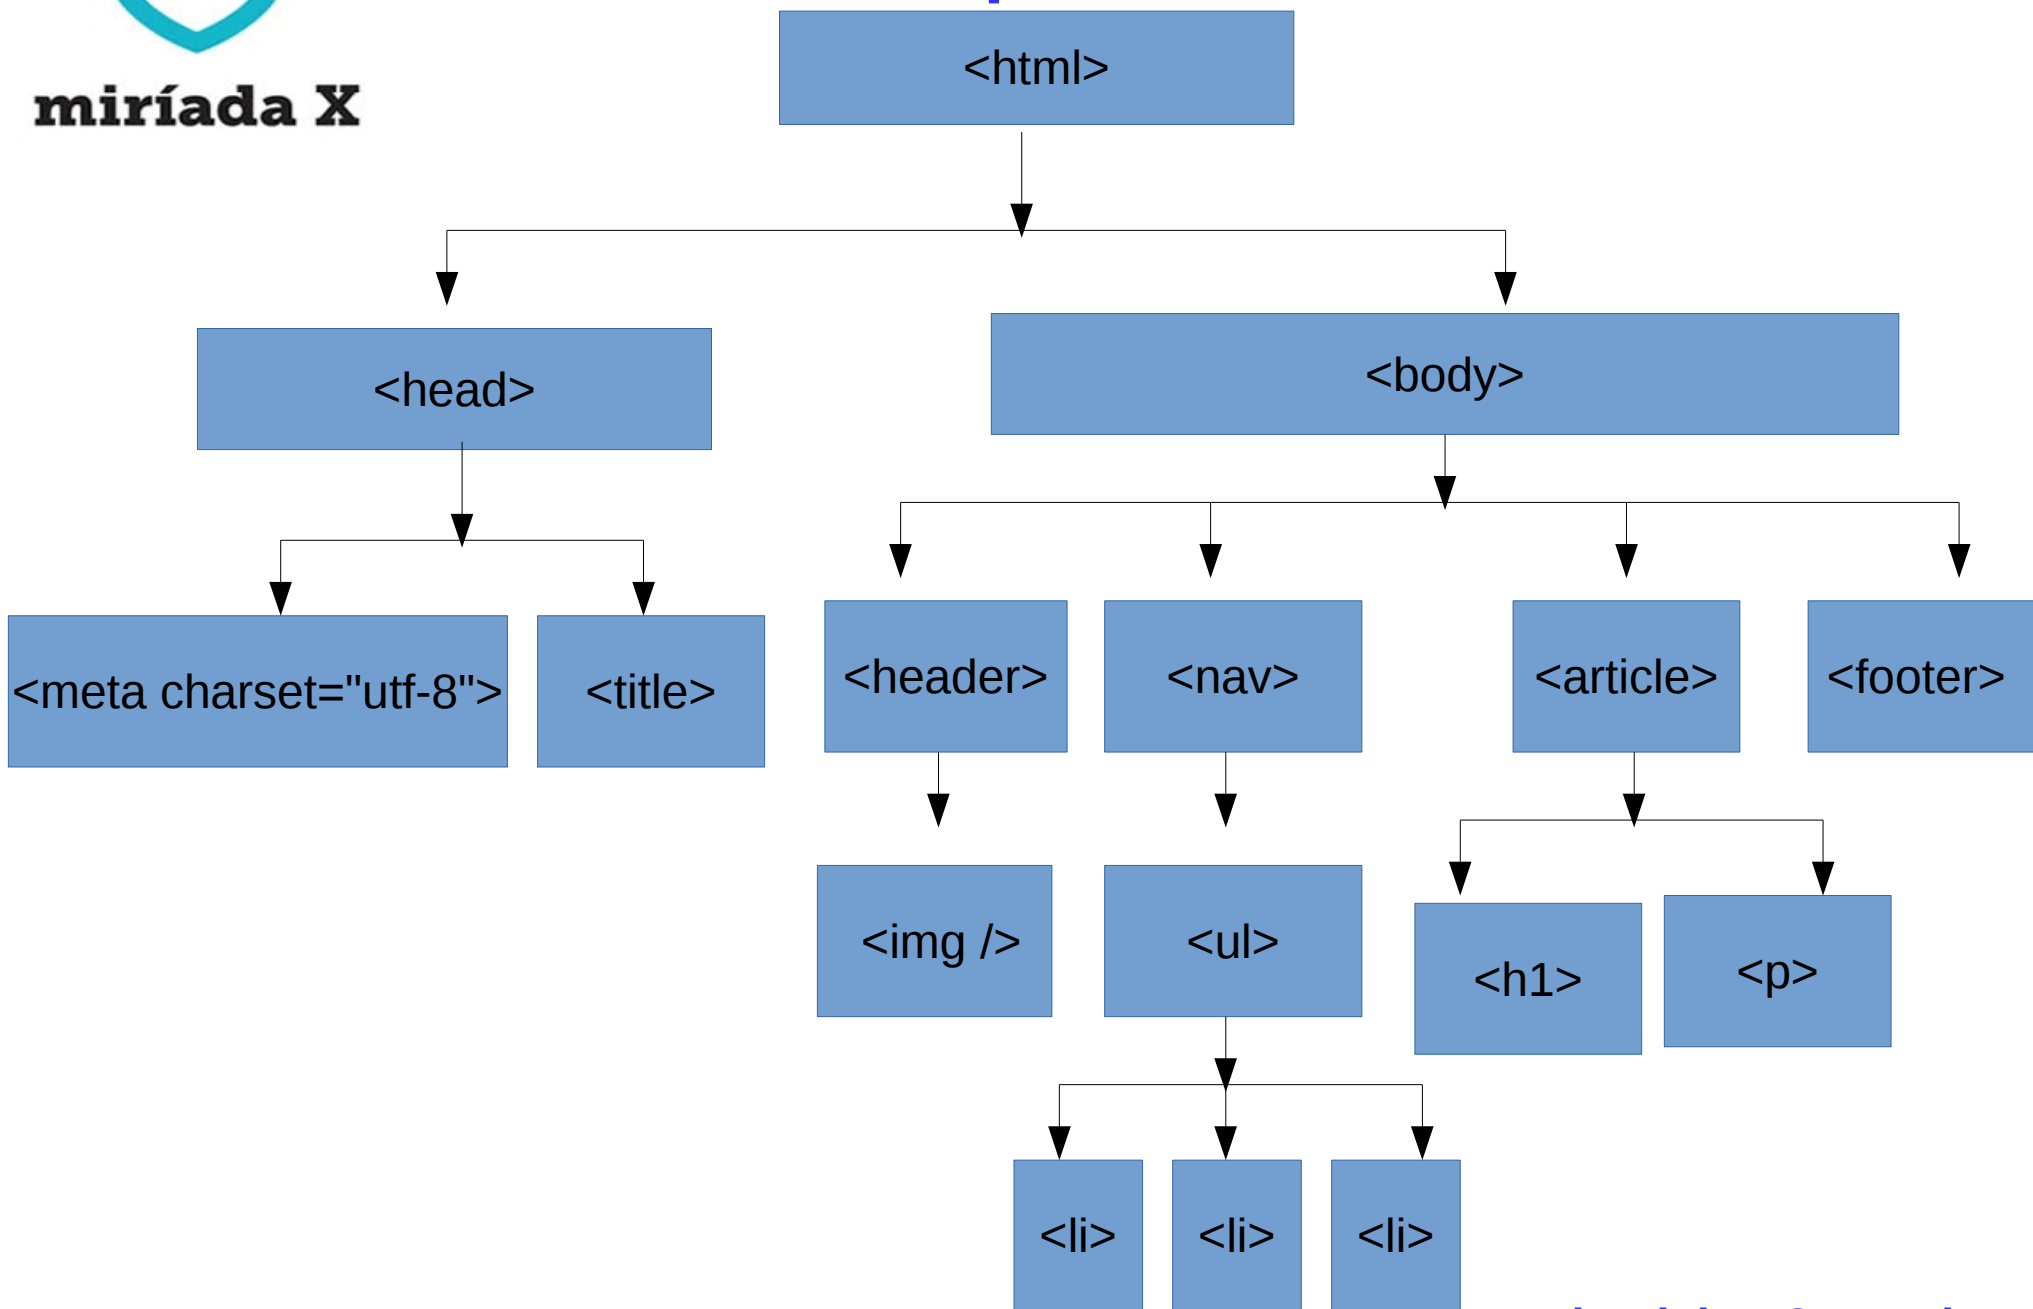 miríada X
<html>
<head>
<body>
<meta charset="utf-8">
<title>
<header>
<nav>
<article>
<footer>
<img />
<ul>
<h1>
<p>
<li>
<li>
<li>